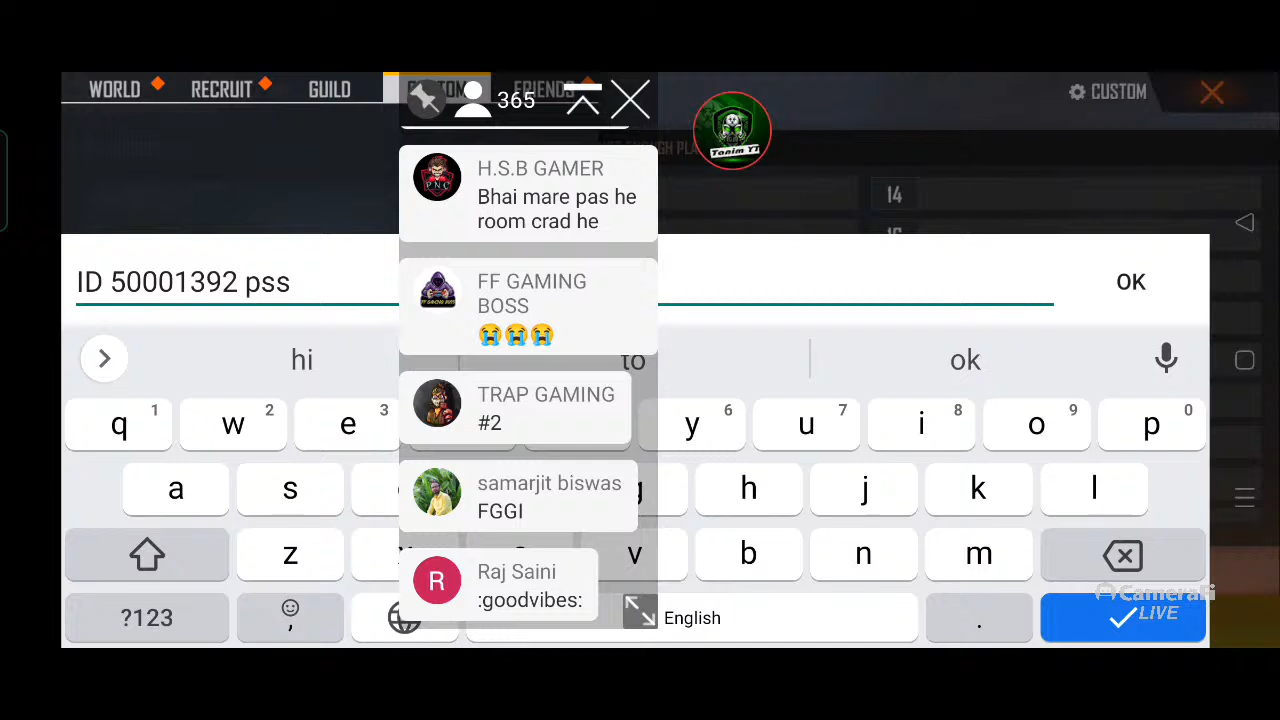 WORLD RECRUIT GUILD FRIENDS
365
CUSTOM
Tanim YT
H.S.B GAMER
Bhai mare pas he
room crad he
14
ID 50001392 pss
OK
FF GAMING
BOSS
😭😭😭
hi to ok
TRAP GAMING
#2
q 1 w 2 e 3 y 6 u 7 i 8 o 9 p 0
samarjit biswas
FGGI
a s g h j k l
z v b n m
Raj Saini
:goodvibes:
R
?123 , English .
CameraFi
LIVE
PNC